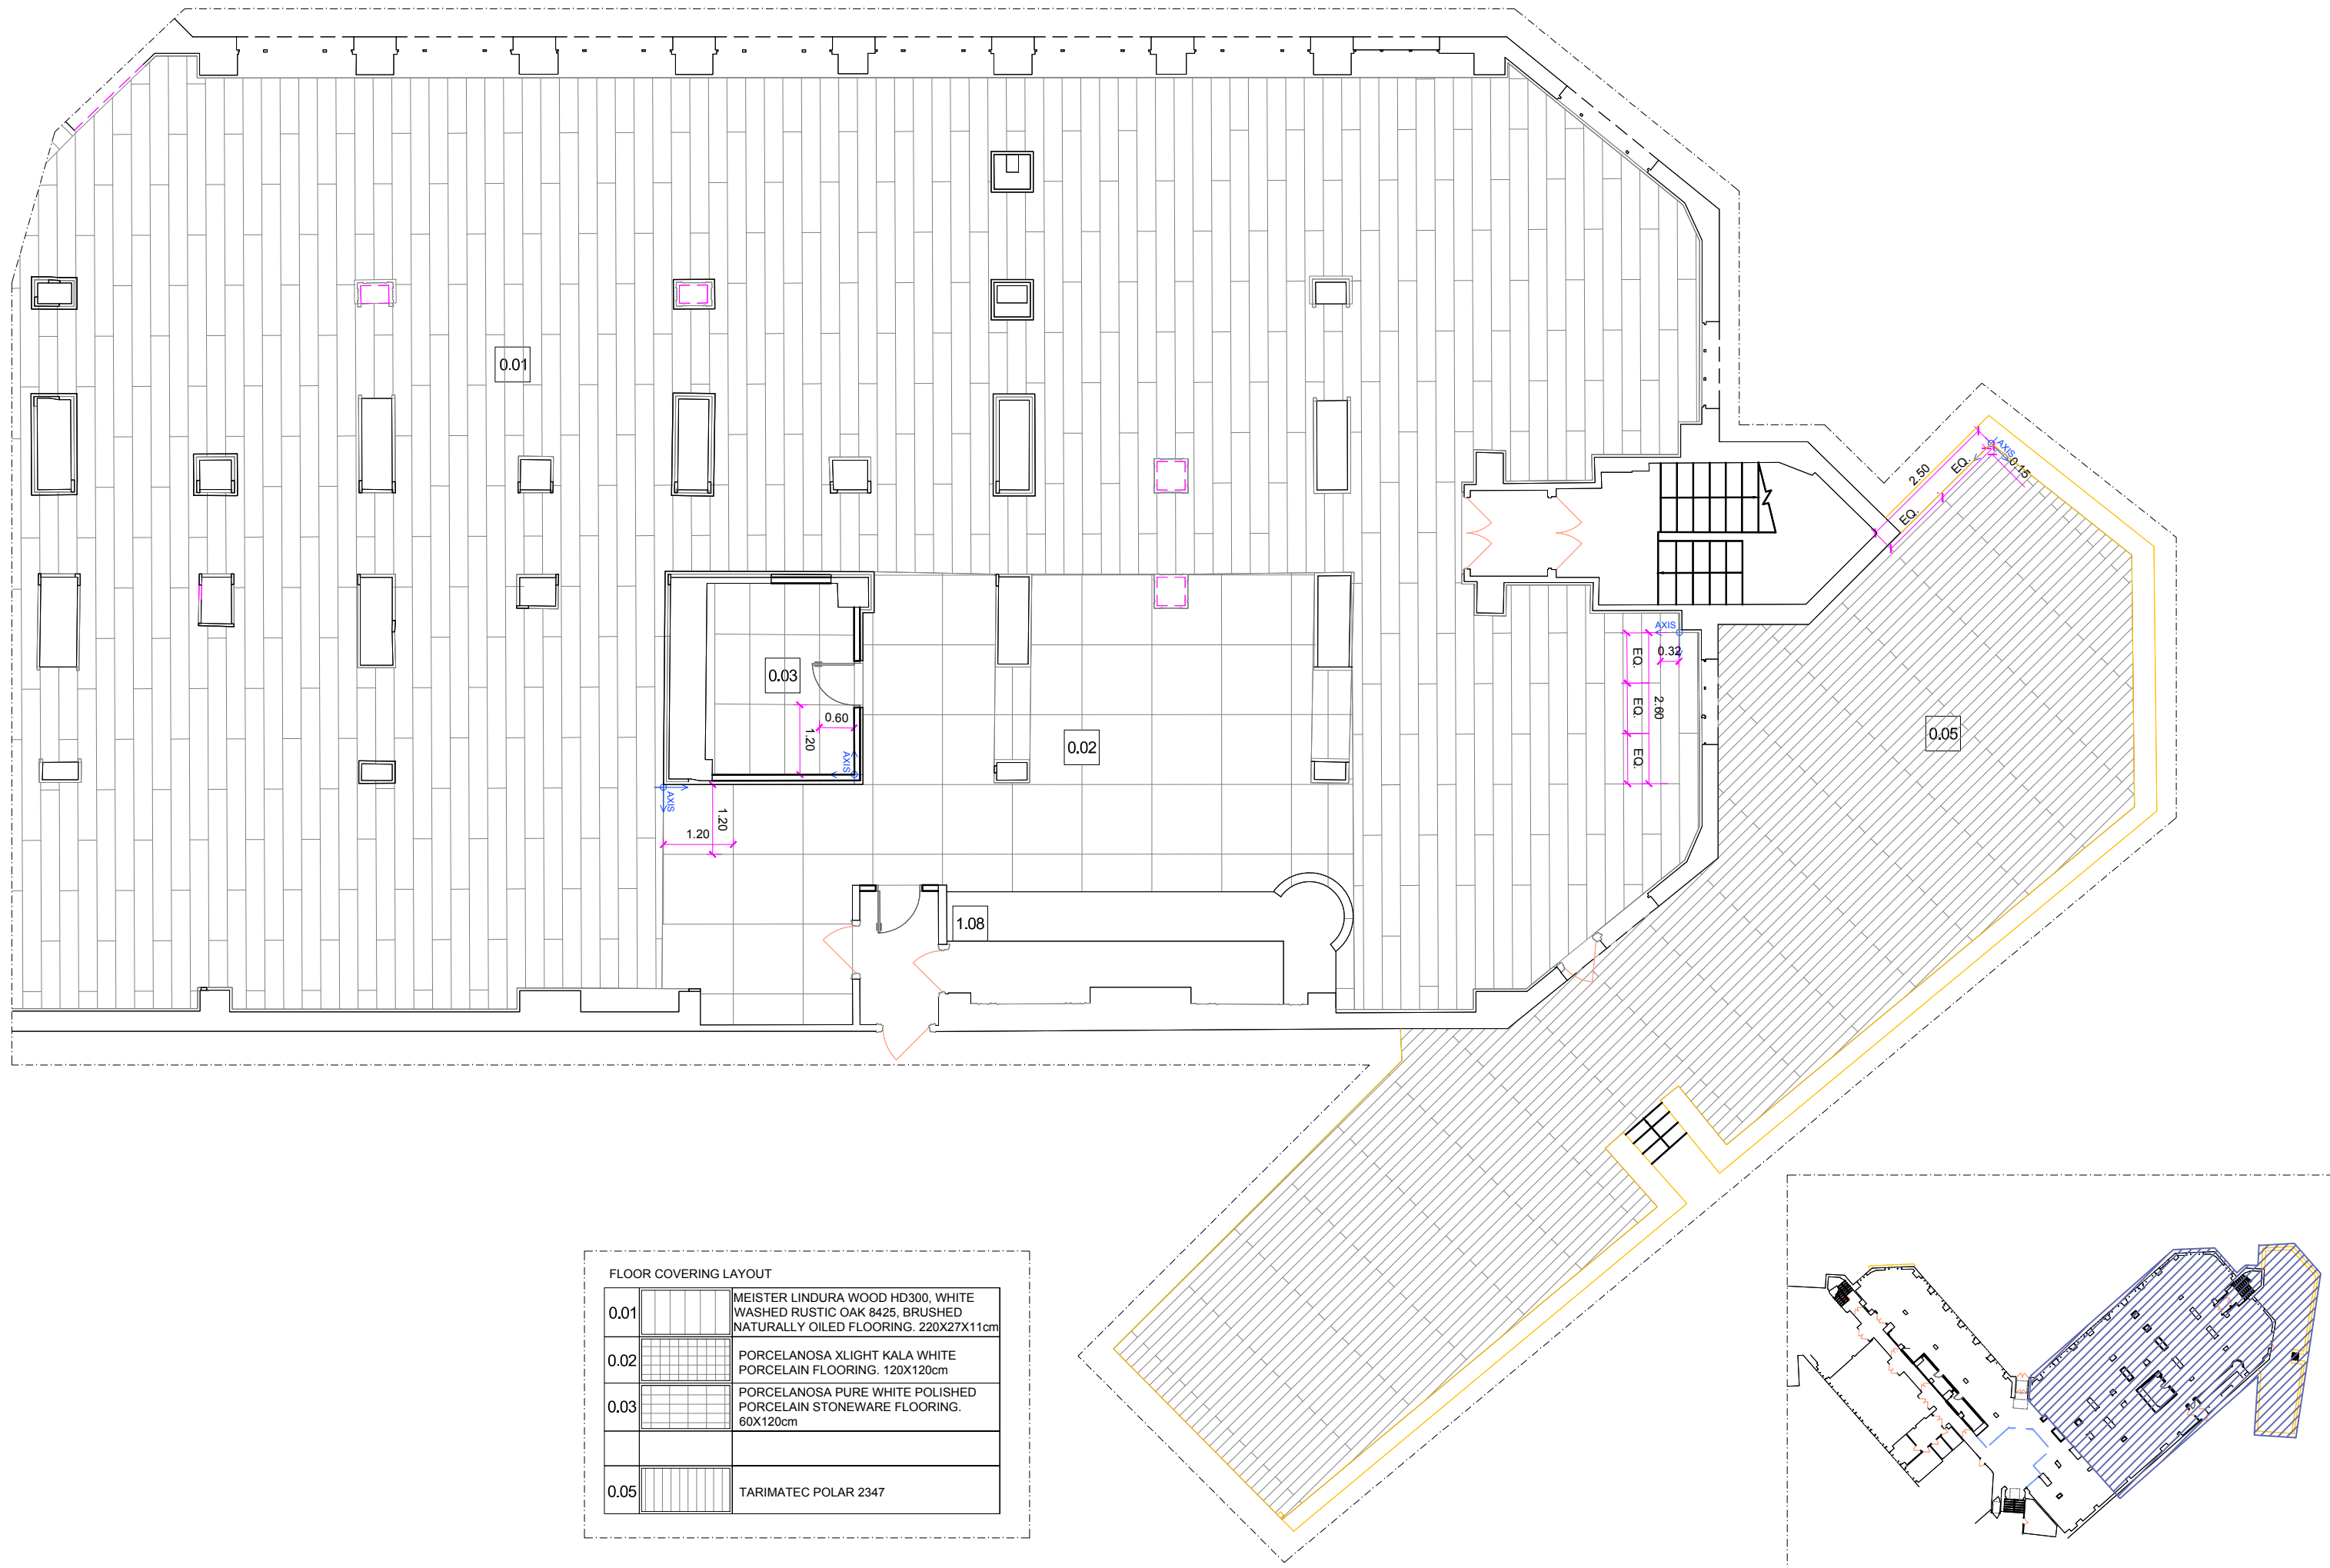 0.01
2.50
EQ.
EQ.
AXIS
0.15
0.03
0.60
1.20
AXIS
AXIS
1.20
1.20
0.02
1.08
AXIS
0.32
EQ.
EQ.
EQ.
2.60
0.05
FLOOR COVERING LAYOUT
0.01
MEISTER LINDURA WOOD HD300, WHITE
WASHED RUSTIC OAK 8425, BRUSHED
NATURALLY OILED FLOORING. 220X27X11cm
0.02
PORCELANOSA XLIGHT KALA WHITE
PORCELAIN FLOORING. 120X120cm
0.03
PORCELANOSA PURE WHITE POLISHED
PORCELAIN STONEWARE FLOORING.
60X120cm
0.05
TARIMATEC POLAR 2347